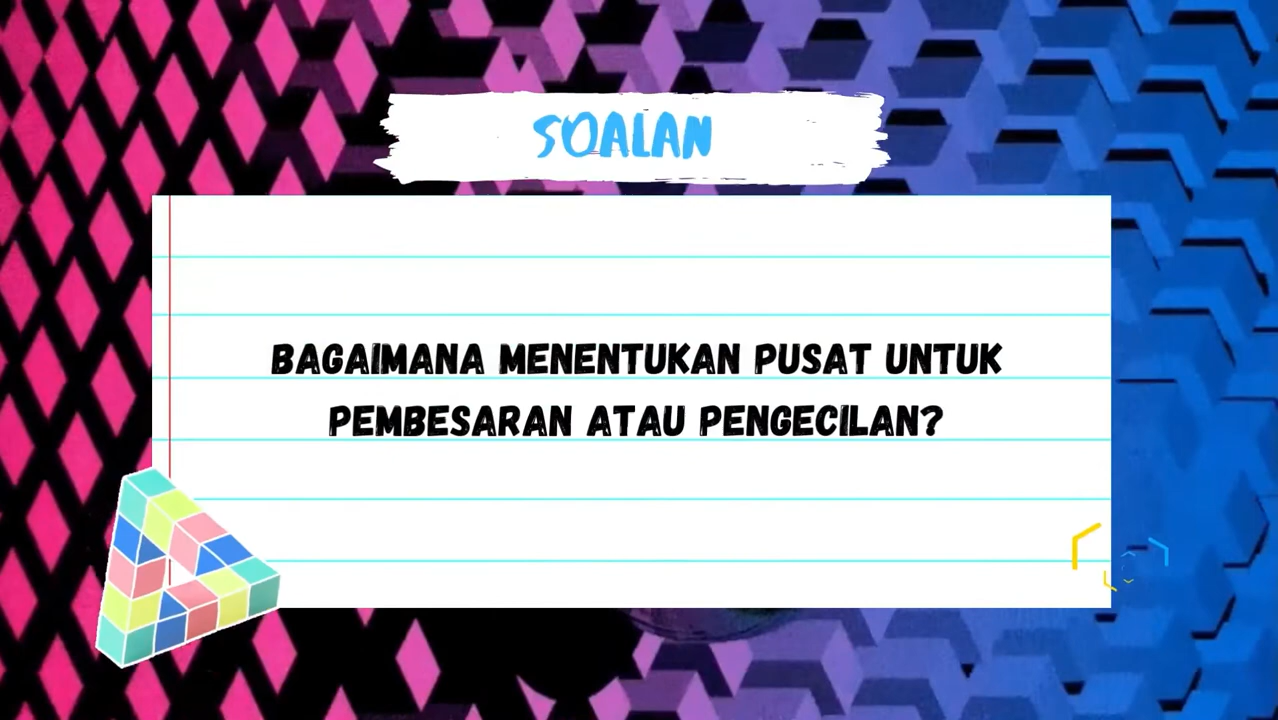 SOALAN
BAGAIMANA MENENTUKAN PUSAT UNTUK
PEMBESARAN ATAU PENGECILAN?